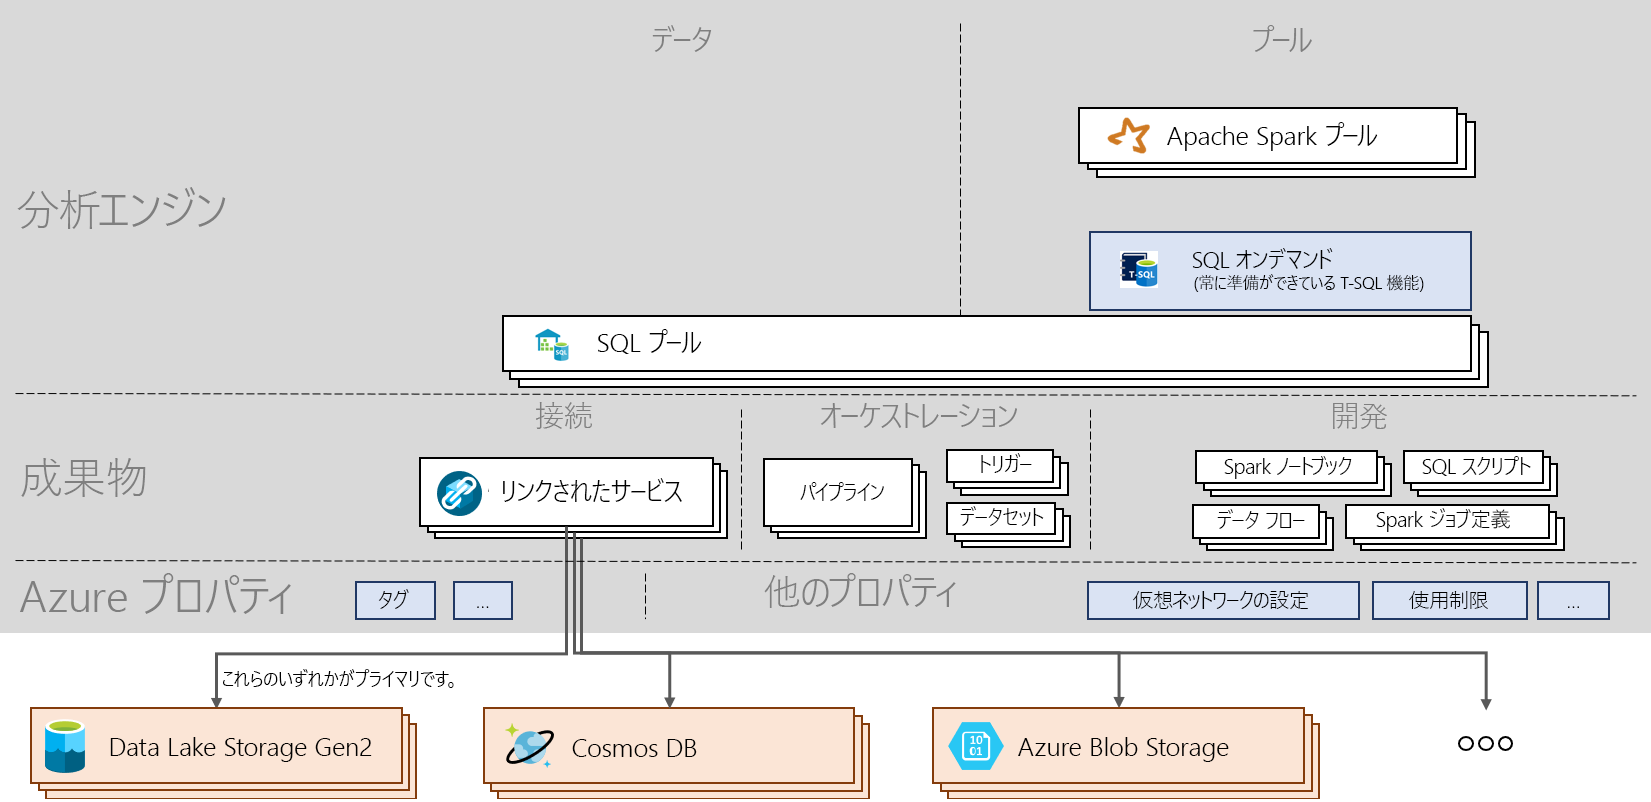 データ
プール
分析エンジン
Apache Spark プール
T-SQL
SQL オンデマンド
(常に準備ができている T-SQL 機能)
SQL
SQL プール
成果物
接続
オーケストレーション
開発
リンクされたサービス
パイプライン
トリガー
データセット
Spark ノートブック
SQL スクリプト
データ フロー
Spark ジョブ定義
Azure プロパティ
タグ
...
他のプロパティ
仮想ネットワークの設定
使用制限
...
これらのいずれかがプライマリです。
Data Lake Storage Gen2
Cosmos DB
10
01
Azure Blob Storage